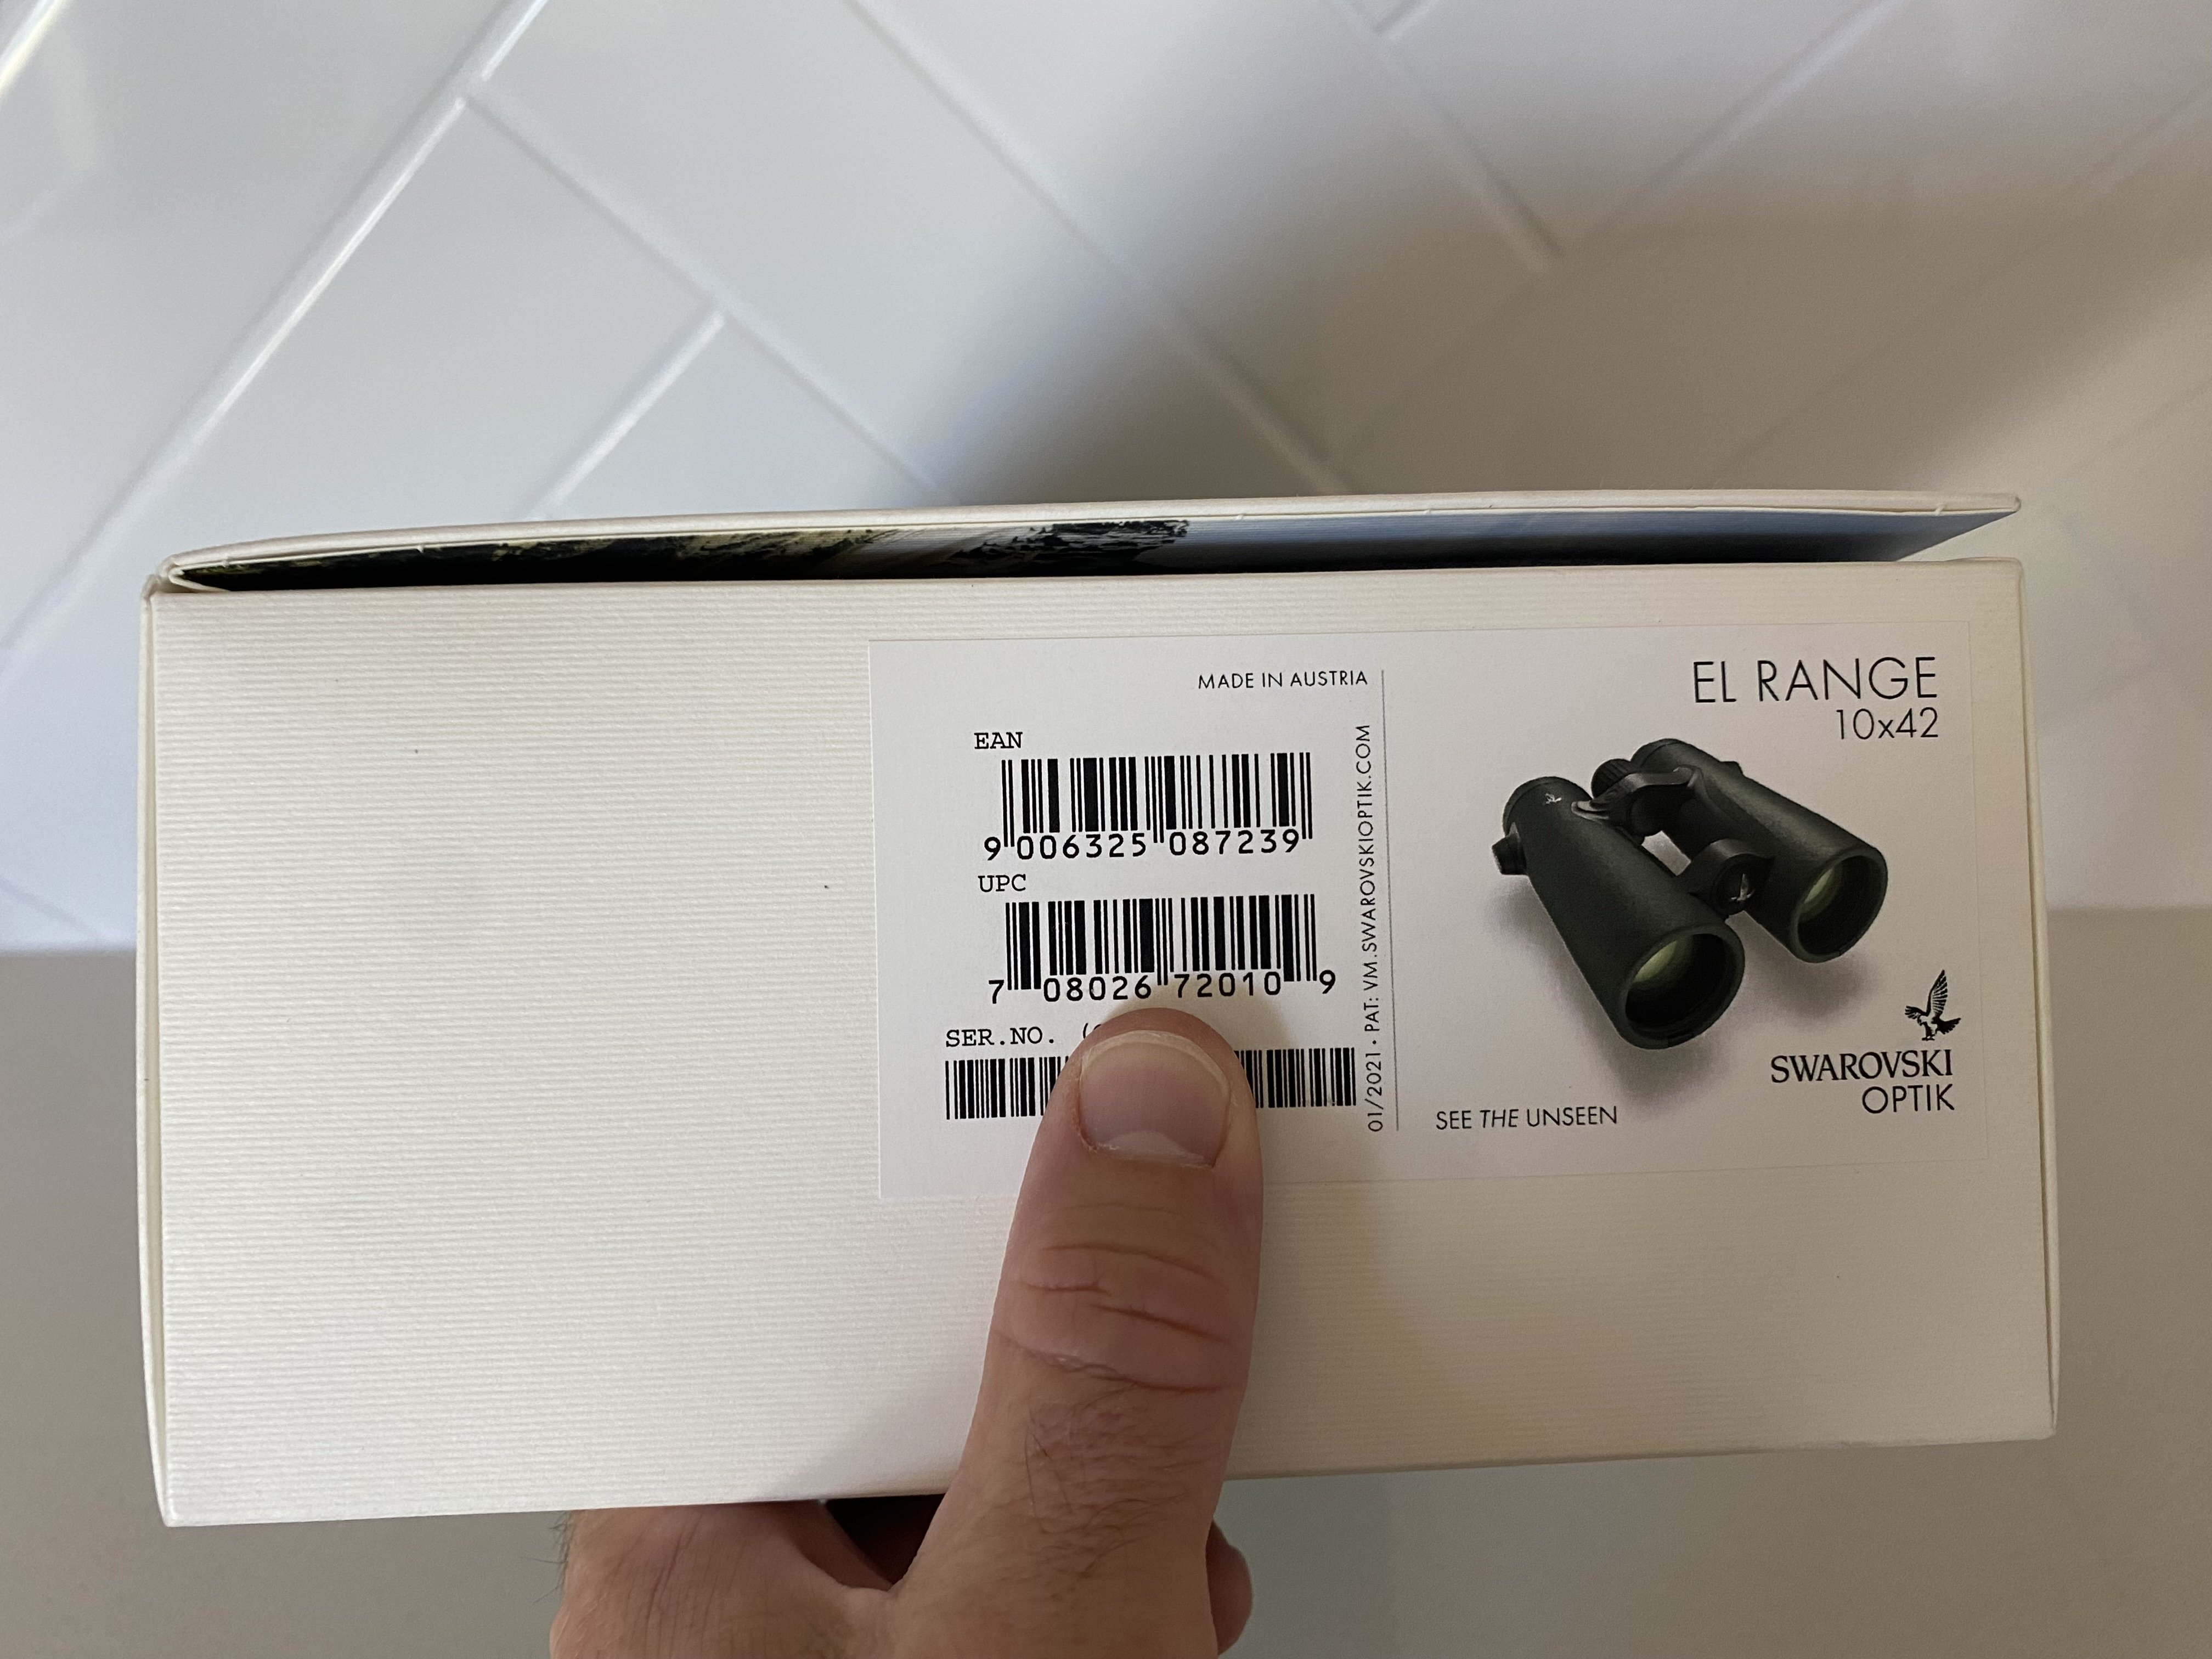 MADE IN AUSTRIA
EAN
9 006325 087239
UPC
7 08026 72010 9
SER.NO.
01/2021 • PAT: VM.SWAROVSKIOPTIK.COM
EL RANGE
10x42
SWAROVSKI
OPTIK
SEE THE UNSEEN